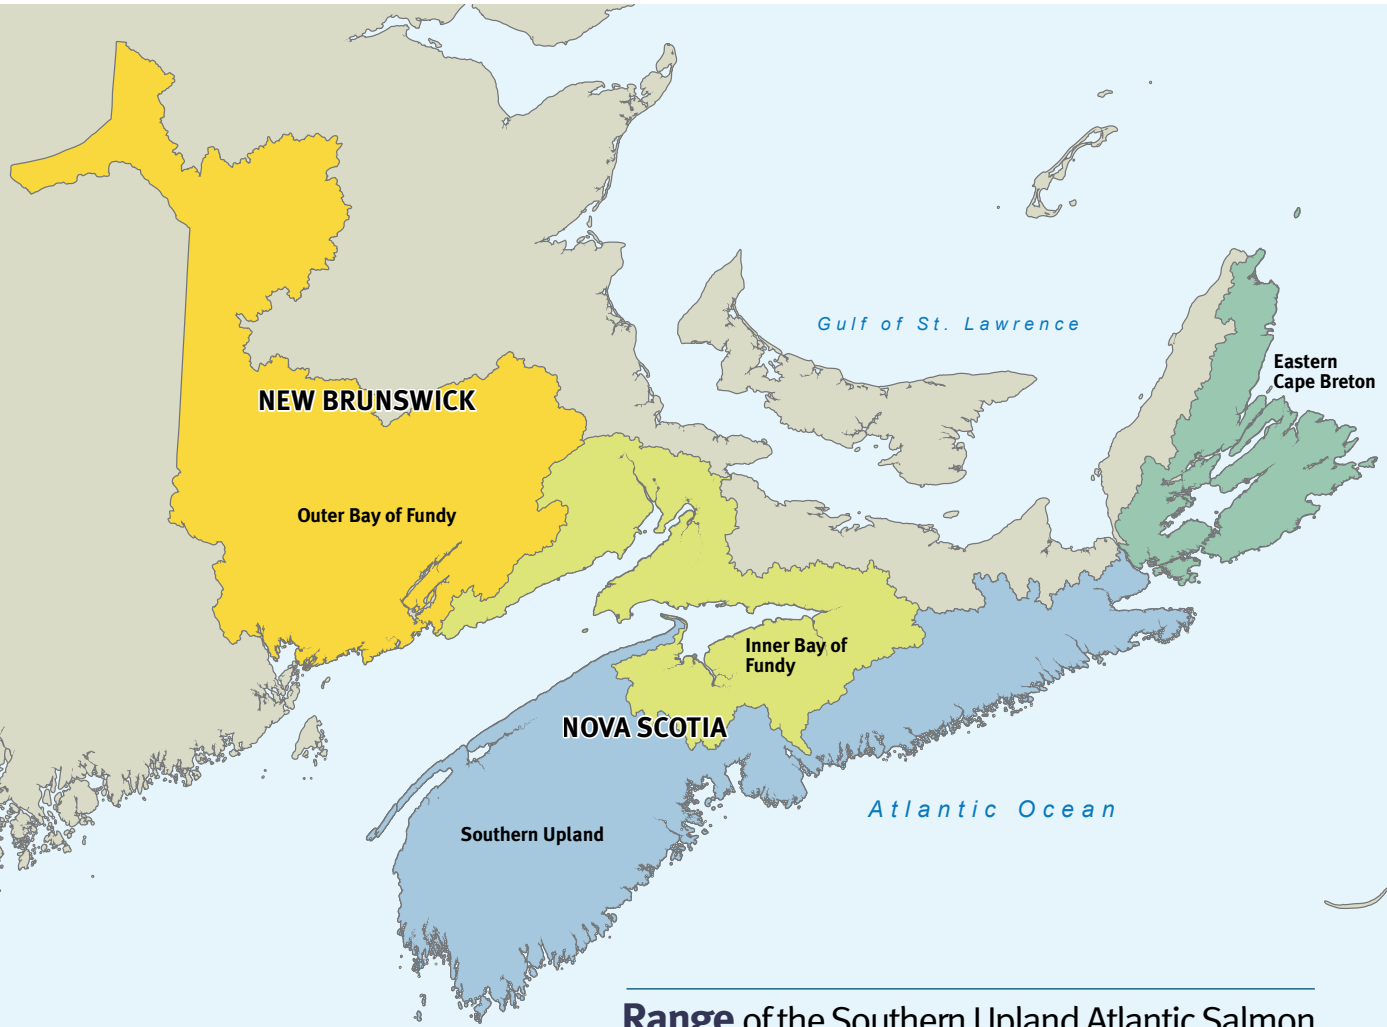 Gulf of St. Lawrence
Eastern
Cape Breton
NEW BRUNSWICK
Outer Bay of Fundy
Inner Bay of
Fundy
NOVA SCOTIA
Atlantic Ocean
Southern Upland
Range of the Southern Upland Atlantic Salmon